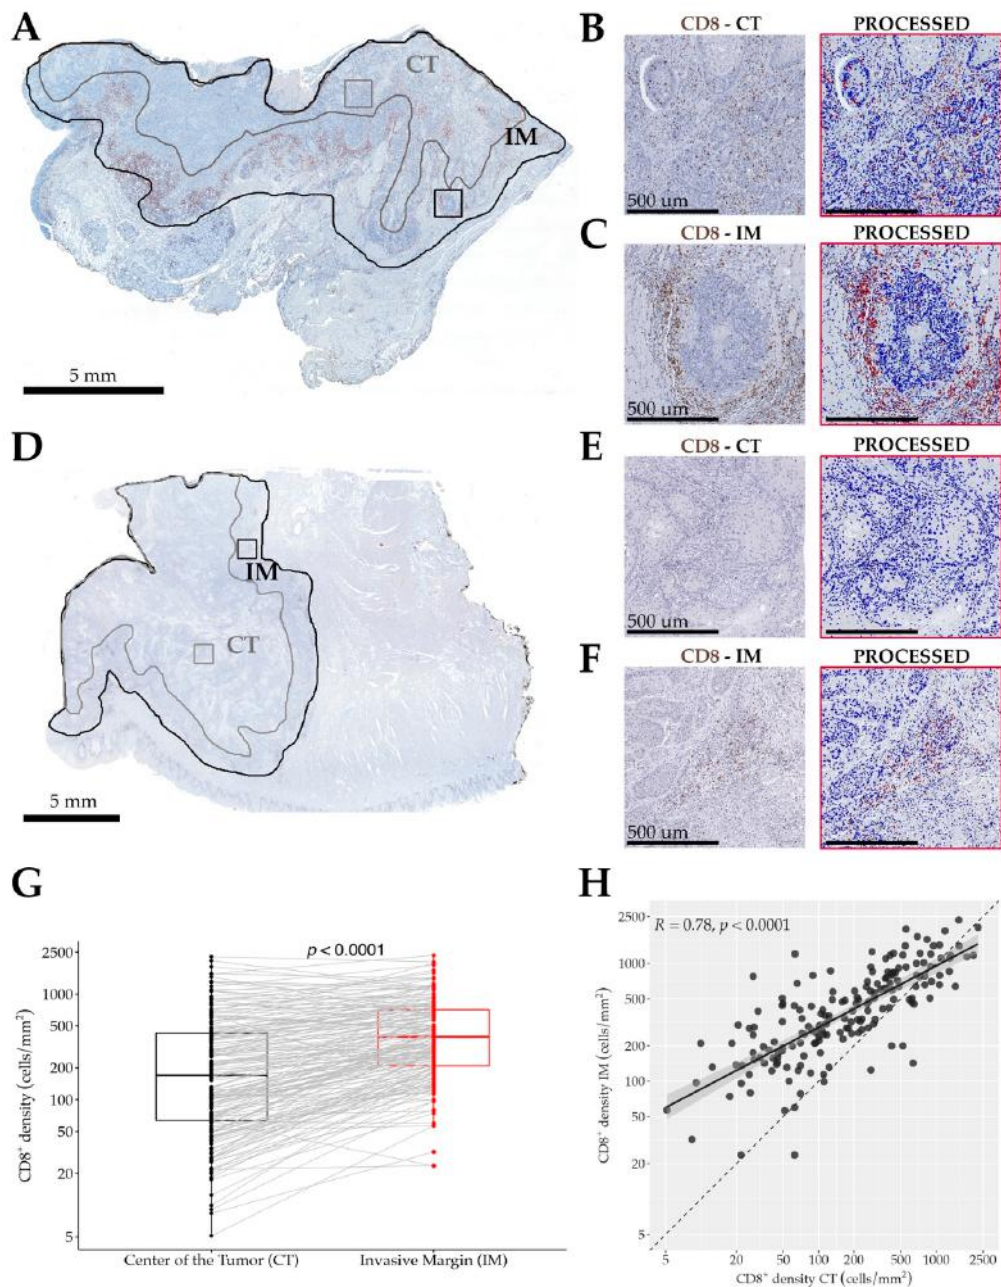 A
CT
IM
5 mm
B
CD8 - CT
PROCESSED
500 um
C
CD8 - IM
PROCESSED
500 um
D
IM
CT
5 mm
E
CD8 - CT
PROCESSED
500 um
F
CD8 - IM
PROCESSED
500 um
G
p < 0.0001
2500
1000
500
200
100
50
20
5
CD8⁺ density (cells/mm²)
Center of the Tumor (CT)
Invasive Margin (IM)
H
R = 0.78, p < 0.0001
2500
1000
500
200
100
50
20
5
CD8⁺ density IM (cells/mm²)
5 20 50 100 200 500 1000 2500
CD8⁺ density CT (cells/mm²)